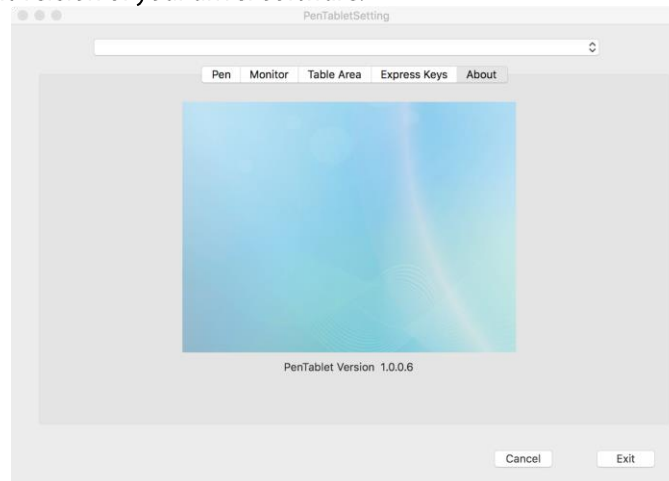 PenTabletSetting
Pen Monitor Table Area Express Keys About
PenTablet Version 1.0.0.6
Cancel Exit